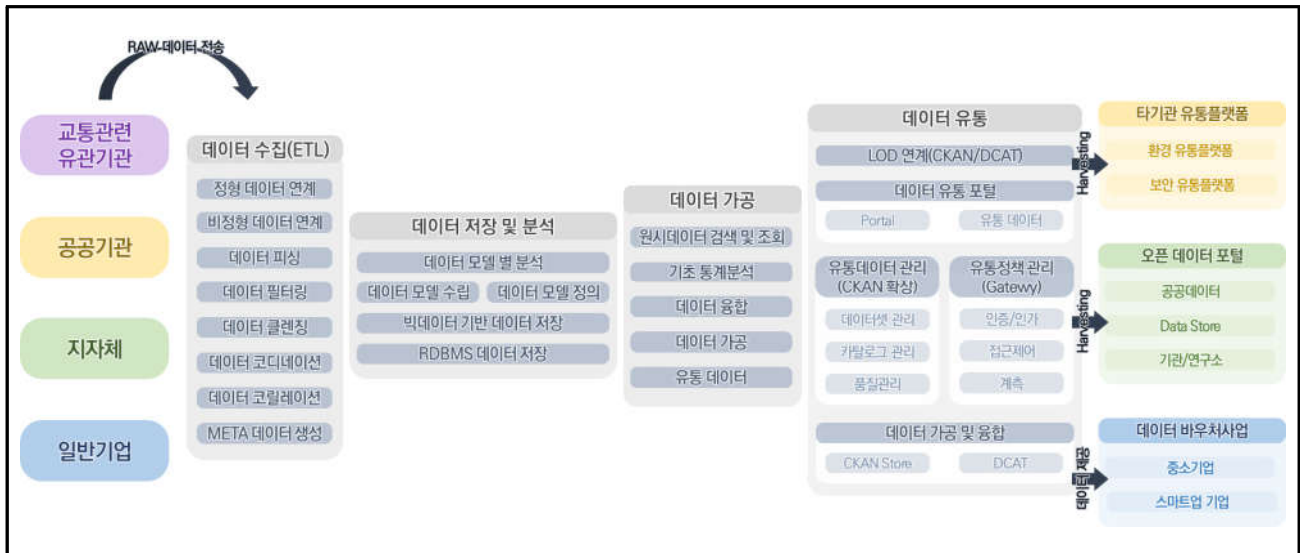 RAW 데이터 전송
교통관련
유관기관
공공기관
지자체
일반기업
데이터 수집(ETL)
정형 데이터 연계
비정형 데이터 연계
데이터 피싱
데이터 필터링
데이터 클렌징
데이터 코디네이션
데이터 코릴레이션
META 데이터 생성
데이터 저장 및 분석
데이터 모델 별 분석
데이터 모델 수립
데이터 모델 정의
빅데이터 기반 데이터 저장
RDBMS 데이터 저장
데이터 가공
원시데이터 검색 및 조회
기초 통계분석
데이터 융합
데이터 가공
유통 데이터
데이터 유통
LOD 연계(CKAN/DCAT)
데이터 유통 포털
Portal
유통 데이터
유통데이터 관리
(CKAN 확장)
데이터셋 관리
카탈로그 관리
품질관리
유통정책 관리
(Gatewy)
인증/인가
접근제어
계측
데이터 가공 및 융합
CKAN Store
DCAT
Harvesting
Harvesting
데이터 제공
타기관 유통플랫폼
환경 유통플랫폼
보안 유통플랫폼
오픈 데이터 포털
공공데이터
Data Store
기관/연구소
데이터 바우처사업
중소기업
스마트업 기업